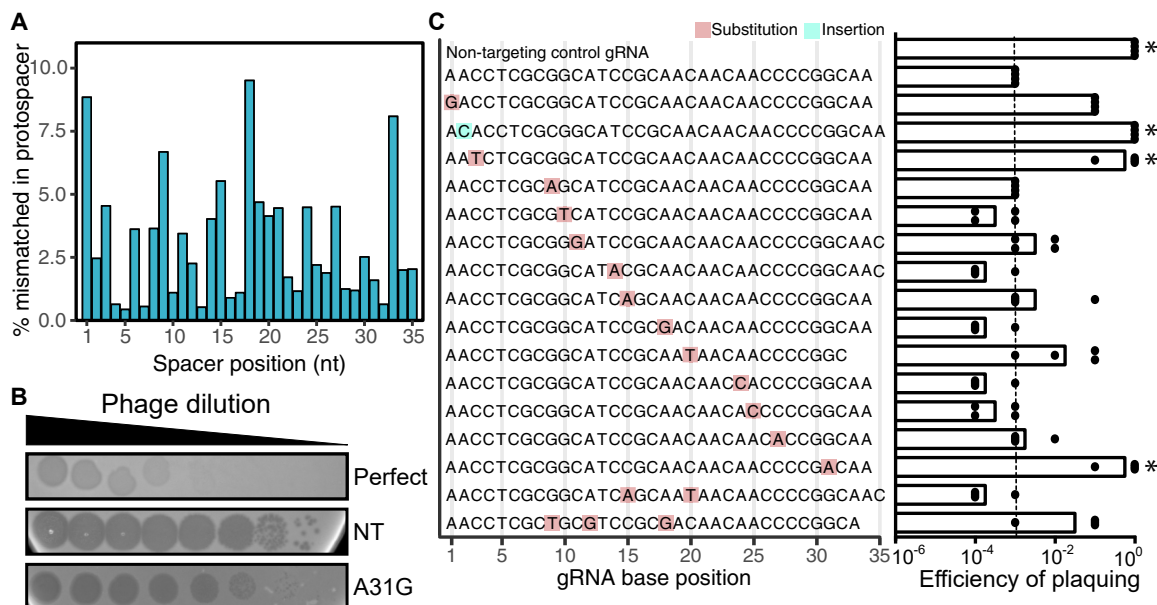 A
% mismatched in protospacer
10.0
7.5
5.0
2.5
0.0
1 5 10 15 20 25 30 35
Spacer position (nt)
B
Phage dilution
Perfect
NT
A31G
C
Substitution Insertion
Non-targeting control gRNA *
AACCTCGCGGCATCCGCAACAACAACCCCGGCAA
GACCTCGCGGCATCCGCAACAACAACCCCGGCAA
ACACCTCGCGGCATCCGCAACAACAACCCCGGCAA *
AATCTCGCGGCATCCGCAACAACAACCCCGGCAA *
AACCTCGCAGCATCCGCAACAACAACCCCGGCAA
AACCTCGCGTCATCCGCAACAACAACCCCGGCAA
AACCTCGCGGGATCCGCAACAACAACCCCGGCAAC
AACCTCGCGGCATACGCAACAACAACCCCGGCAAC
AACCTCGCGGCATCAGCAACAACAACCCCGGCAA
AACCTCGCGGCATCCGCGACAACAACCCCGGCAA
AACCTCGCGGCATCCGCAATAACAACCCCGGC
AACCTCGCGGCATCCGCAACAACCACCCCGGCAA
AACCTCGCGGCATCCGCAACAACACCCCCGGCAA
AACCTCGCGGCATCCGCAACAACAACACCGGCAA
AACCTCGCGGCATCCGCAACAACAACCCCGACAA *
AACCTCGCGGCATCAGCAATAACAACCCCGGCAAC
AACCTCGCTGCGTCCGCGACAACAACCCCGGCA
1 5 10 15 20 25 30 35
gRNA base position
10^-6 10^-4 10^-2 10^0
Efficiency of plaquing